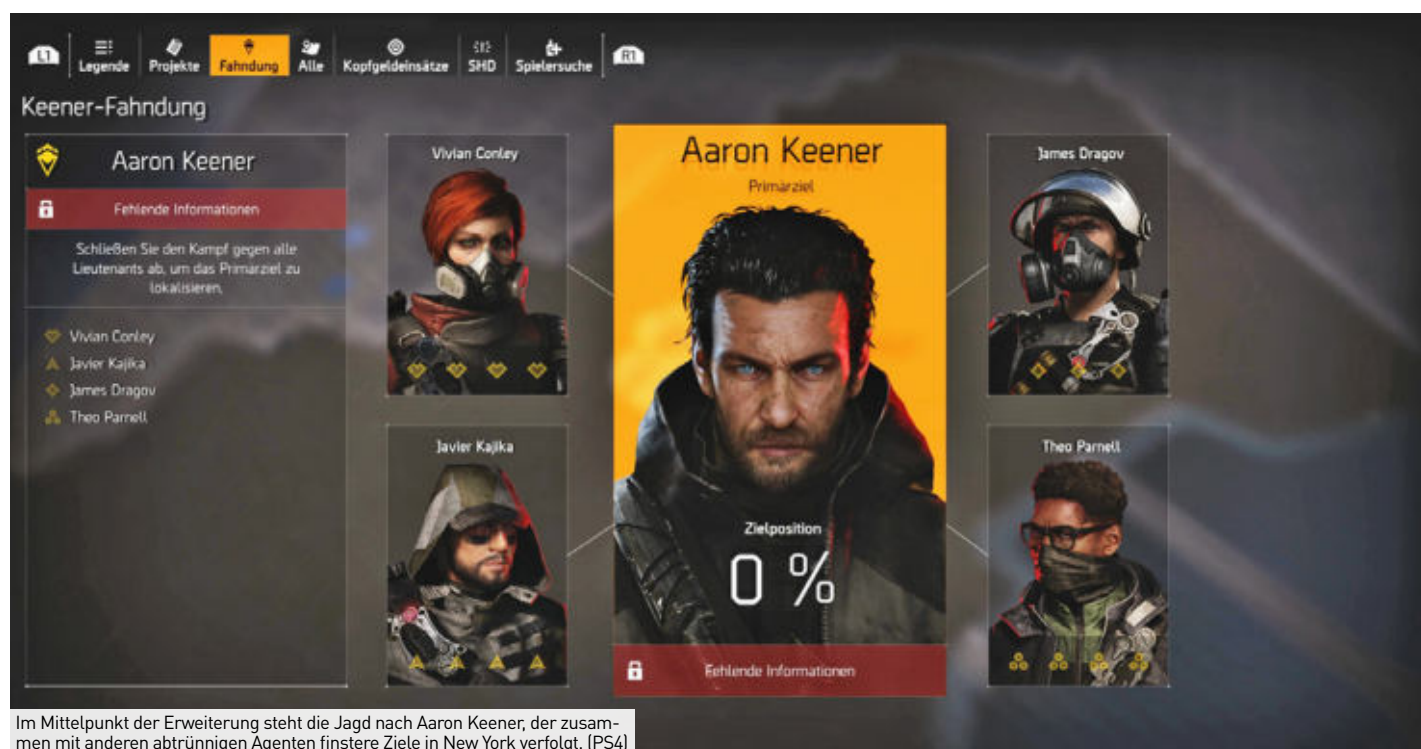 L1 Legende Projekte Fahndung Alle Kopfgeldeinsätze SHD Spielersuche R1
Keener-Fahndung
Aaron Keener
Fehlende Informationen
Schließen Sie den Kampf gegen alle
Lieutenants ab, um das Primärziel zu
lokalisieren.
Vivian Conley
Javier Kajika
James Dragov
Theo Parnell
Vivian Conley
Javier Kajika
Aaron Keener
Primärziel
Zielposition
0 %
Fehlende Informationen
James Dragov
Theo Parnell
Im Mittelpunkt der Erweiterung steht die Jagd nach Aaron Keener, der zusam-
men mit anderen abtrünnigen Agenten finstere Ziele in New York verfolgt. (PS4)